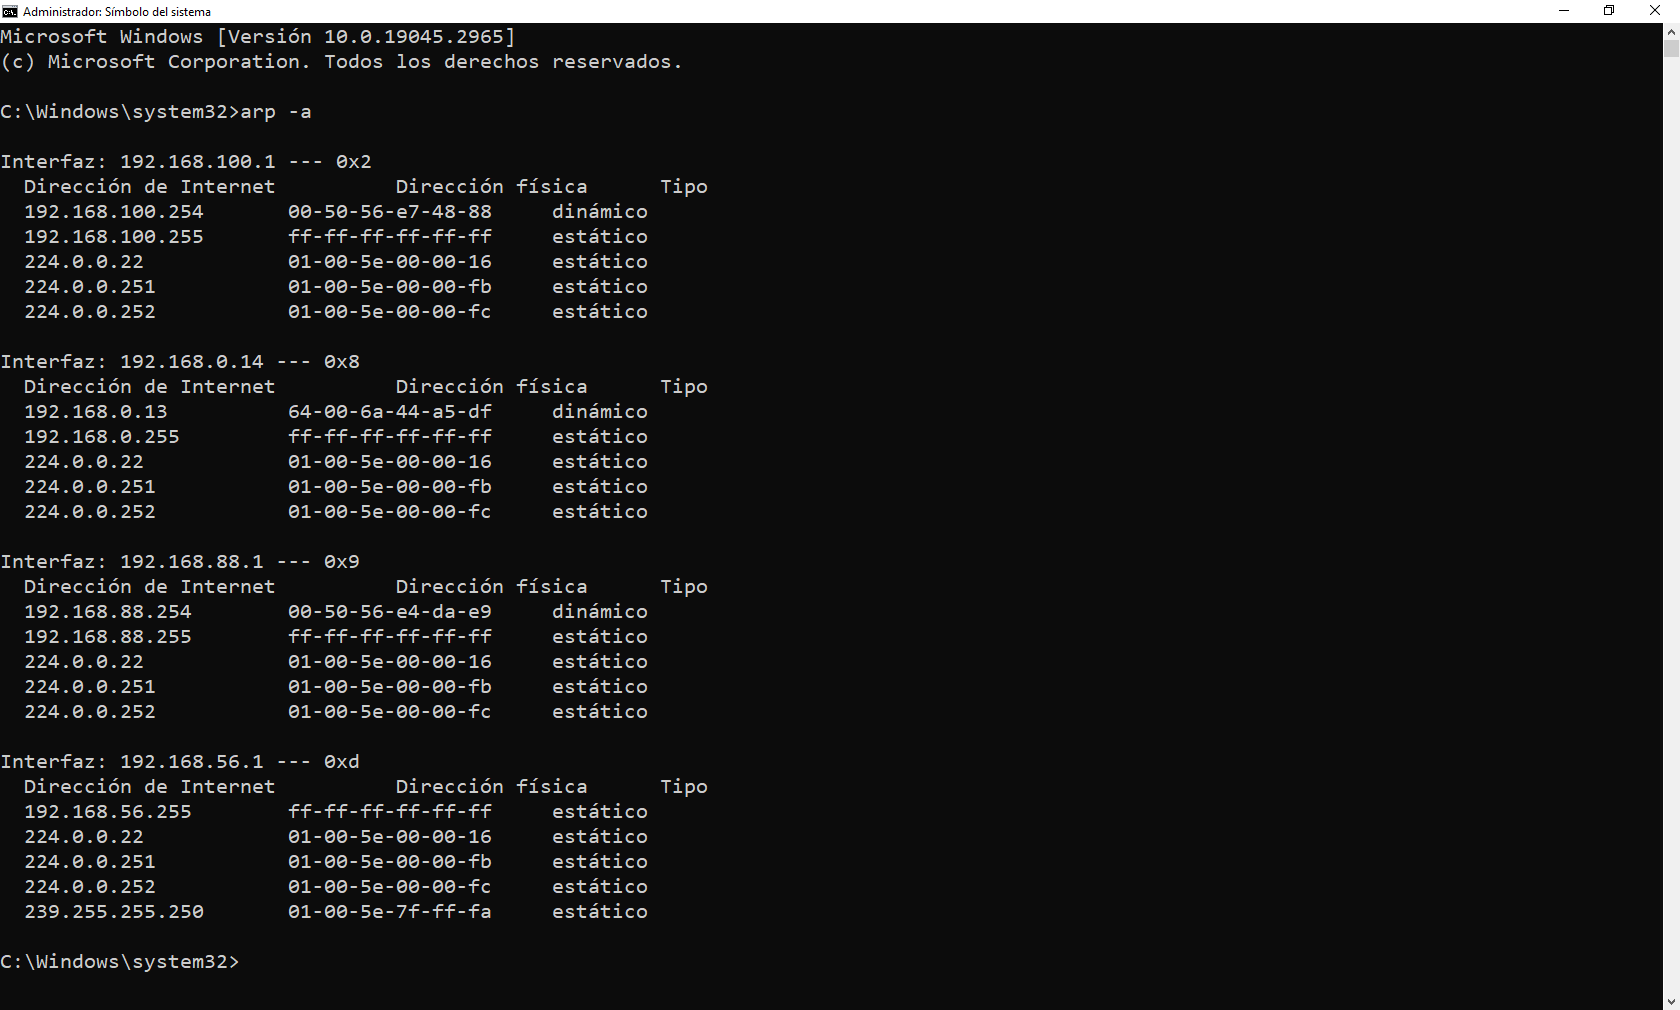 Administrador: Símbolo del sistema
Microsoft Windows [Versión 10.0.19045.2965]
(c) Microsoft Corporation. Todos los derechos reservados.
C:\Windows\system32>arp -a
Interfaz: 192.168.100.1 --- 0x2
  Dirección de Internet          Dirección física      Tipo
  192.168.100.254       00-50-56-e7-48-88     dinámico
  192.168.100.255       ff-ff-ff-ff-ff-ff     estático
  224.0.0.22            01-00-5e-00-00-16     estático
  224.0.0.251           01-00-5e-00-00-fb     estático
  224.0.0.252           01-00-5e-00-00-fc     estático
Interfaz: 192.168.0.14 --- 0x8
  Dirección de Internet          Dirección física      Tipo
  192.168.0.13          64-00-6a-44-a5-df     dinámico
  192.168.0.255         ff-ff-ff-ff-ff-ff     estático
  224.0.0.22            01-00-5e-00-00-16     estático
  224.0.0.251           01-00-5e-00-00-fb     estático
  224.0.0.252           01-00-5e-00-00-fc     estático
Interfaz: 192.168.88.1 --- 0x9
  Dirección de Internet          Dirección física      Tipo
  192.168.88.254        00-50-56-e4-da-e9     dinámico
  192.168.88.255        ff-ff-ff-ff-ff-ff     estático
  224.0.0.22            01-00-5e-00-00-16     estático
  224.0.0.251           01-00-5e-00-00-fb     estático
  224.0.0.252           01-00-5e-00-00-fc     estático
Interfaz: 192.168.56.1 --- 0xd
  Dirección de Internet          Dirección física      Tipo
  192.168.56.255        ff-ff-ff-ff-ff-ff     estático
  224.0.0.22            01-00-5e-00-00-16     estático
  224.0.0.251           01-00-5e-00-00-fb     estático
  224.0.0.252           01-00-5e-00-00-fc     estático
  239.255.255.250       01-00-5e-7f-ff-fa     estático
C:\Windows\system32>